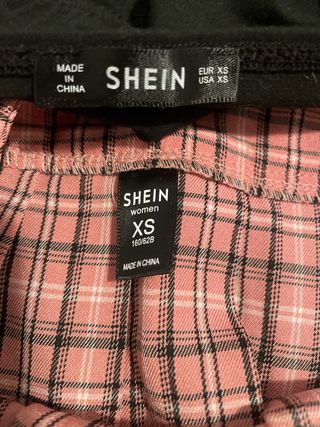 MADE
IN
CHINA
SHEIN
EUR XS
USA XS
SHEIN
women
XS
160/62B
MADE IN CHINA